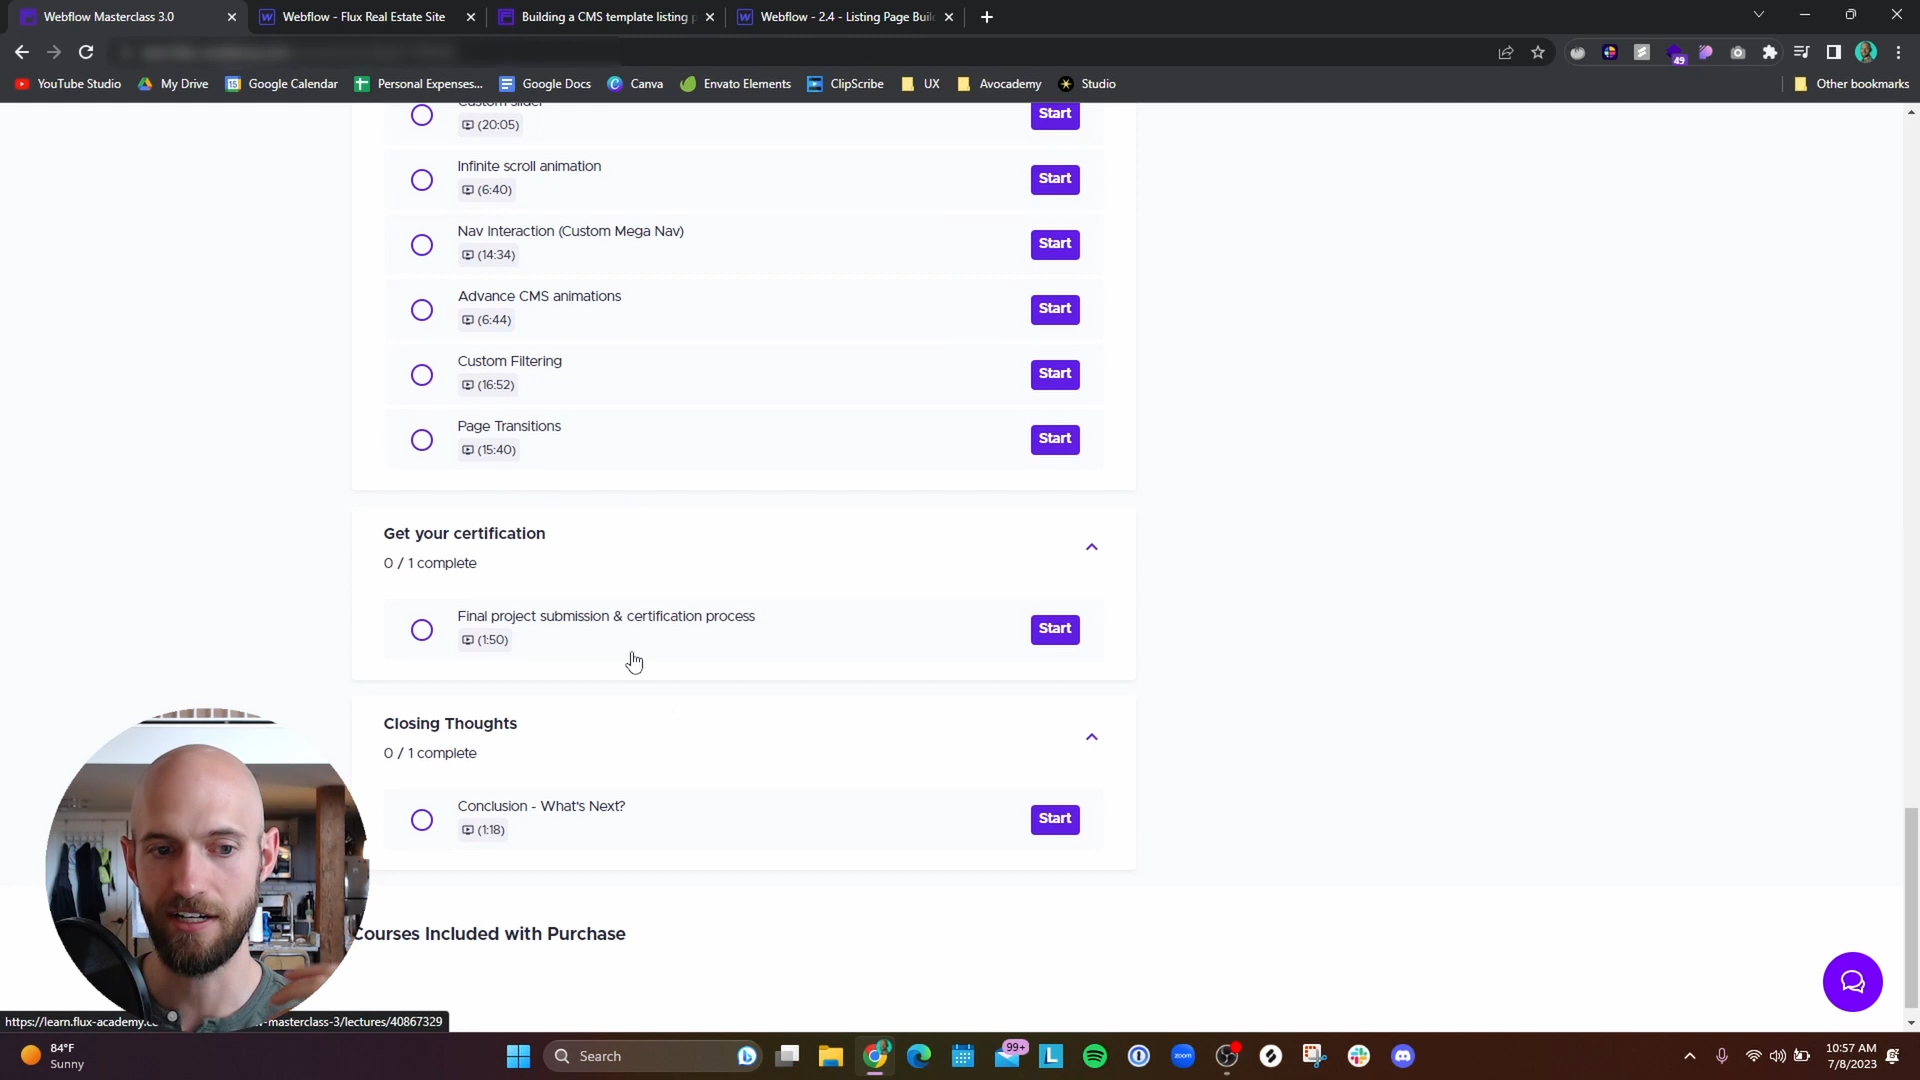 Webflow Masterclass 3.0
Webflow - Flux Real Estate Site
Building a CMS template listing p
Webflow - 2.4 - Listing Page Buil
49
YouTube Studio
My Drive
15
Google Calendar
Personal Expenses...
Google Docs
Canva
Envato Elements
ClipScribe
UX
Avocademy
Studio
Other bookmarks
Custom slider
(20:05)
Start
Infinite scroll animation
(6:40)
Start
Nav Interaction (Custom Mega Nav)
(14:34)
Start
Advance CMS animations
(6:44)
Start
Custom Filtering
(16:52)
Start
Page Transitions
(15:40)
Start
Get your certification
0 / 1 complete
Final project submission & certification process
(1:50)
Start
Closing Thoughts
0 / 1 complete
Conclusion - What's Next?
(1:18)
Start
Courses Included with Purchase
https://learn.flux-academy.c
-masterclass-3/lectures/40867329
84°F
Sunny
Search
99+
L
zoom
10:57 AM
7/8/2023